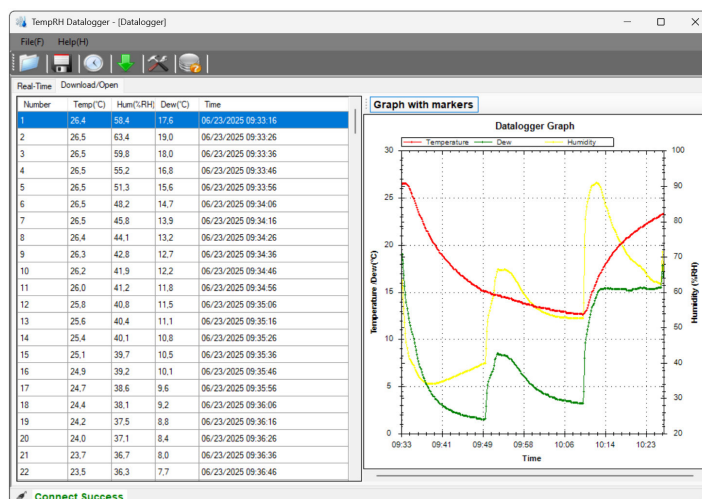 TempRH Datalogger - [Datalogger]
File(F) Help(H)
Real-Time Download/Open
Number Temp(°C) Hum(%RH) Dew(°C) Time
1 26,4 58,4 17,6 06/23/2025 09:33:16
2 26,5 63,4 19,0 06/23/2025 09:33:26
3 26,5 59,8 18,0 06/23/2025 09:33:36
4 26,5 55,2 16,8 06/23/2025 09:33:46
5 26,5 51,3 15,6 06/23/2025 09:33:56
6 26,5 48,2 14,7 06/23/2025 09:34:06
7 26,5 45,8 13,9 06/23/2025 09:34:16
8 26,4 44,1 13,2 06/23/2025 09:34:26
9 26,3 42,8 12,7 06/23/2025 09:34:36
10 26,2 41,9 12,2 06/23/2025 09:34:46
11 26,0 41,2 11,8 06/23/2025 09:34:56
12 25,8 40,8 11,5 06/23/2025 09:35:06
13 25,6 40,4 11,1 06/23/2025 09:35:16
14 25,4 40,1 10,8 06/23/2025 09:35:26
15 25,1 39,7 10,5 06/23/2025 09:35:36
16 24,9 39,2 10,1 06/23/2025 09:35:46
17 24,7 38,6 9,6 06/23/2025 09:35:56
18 24,4 38,1 9,2 06/23/2025 09:36:06
19 24,2 37,5 8,8 06/23/2025 09:36:16
20 24,0 37,1 8,4 06/23/2025 09:36:26
21 23,7 36,7 8,0 06/23/2025 09:36:36
22 23,5 36,3 7,7 06/23/2025 09:36:46
Graph with markers
Datalogger Graph
Temperature Dew Humidity
Temperature /Dew(°C)
30
25
20
15
10
5
0
100
90
80
70
60
50
40
30
20
Humidity (%RH)
09:33 09:41 09:49 09:58 10:06 10:14 10:23
Time
Connect Success